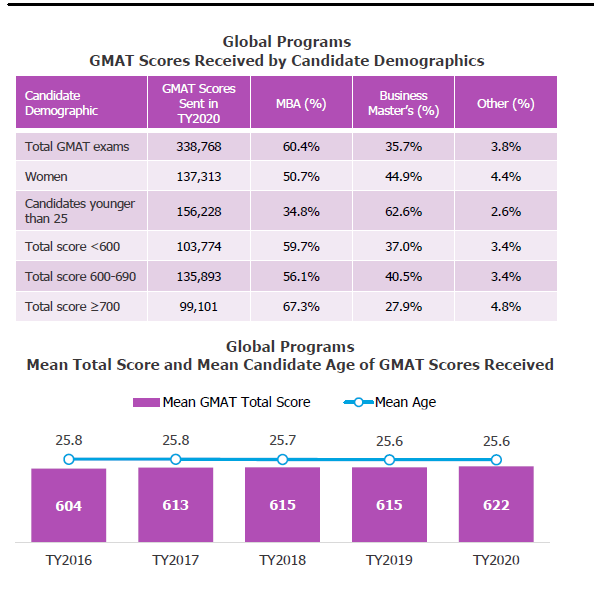 Global Programs
GMAT Scores Received by Candidate Demographics
Candidate Demographic | GMAT Scores Sent in TY2020 | MBA (%) | Business Master's (%) | Other (%)
Total GMAT exams 338,768 60.4% 35.7% 3.8%
Women 137,313 50.7% 44.9% 4.4%
Candidates younger than 25 156,228 34.8% 62.6% 2.6%
Total score <600 103,774 59.7% 37.0% 3.4%
Total score 600-690 135,893 56.1% 40.5% 3.4%
Total score ≥700 99,101 67.3% 27.9% 4.8%
Global Programs
Mean Total Score and Mean Candidate Age of GMAT Scores Received
Mean GMAT Total Score Mean Age
25.8 25.8 25.7 25.6 25.6
604 613 615 615 622
TY2016 TY2017 TY2018 TY2019 TY2020